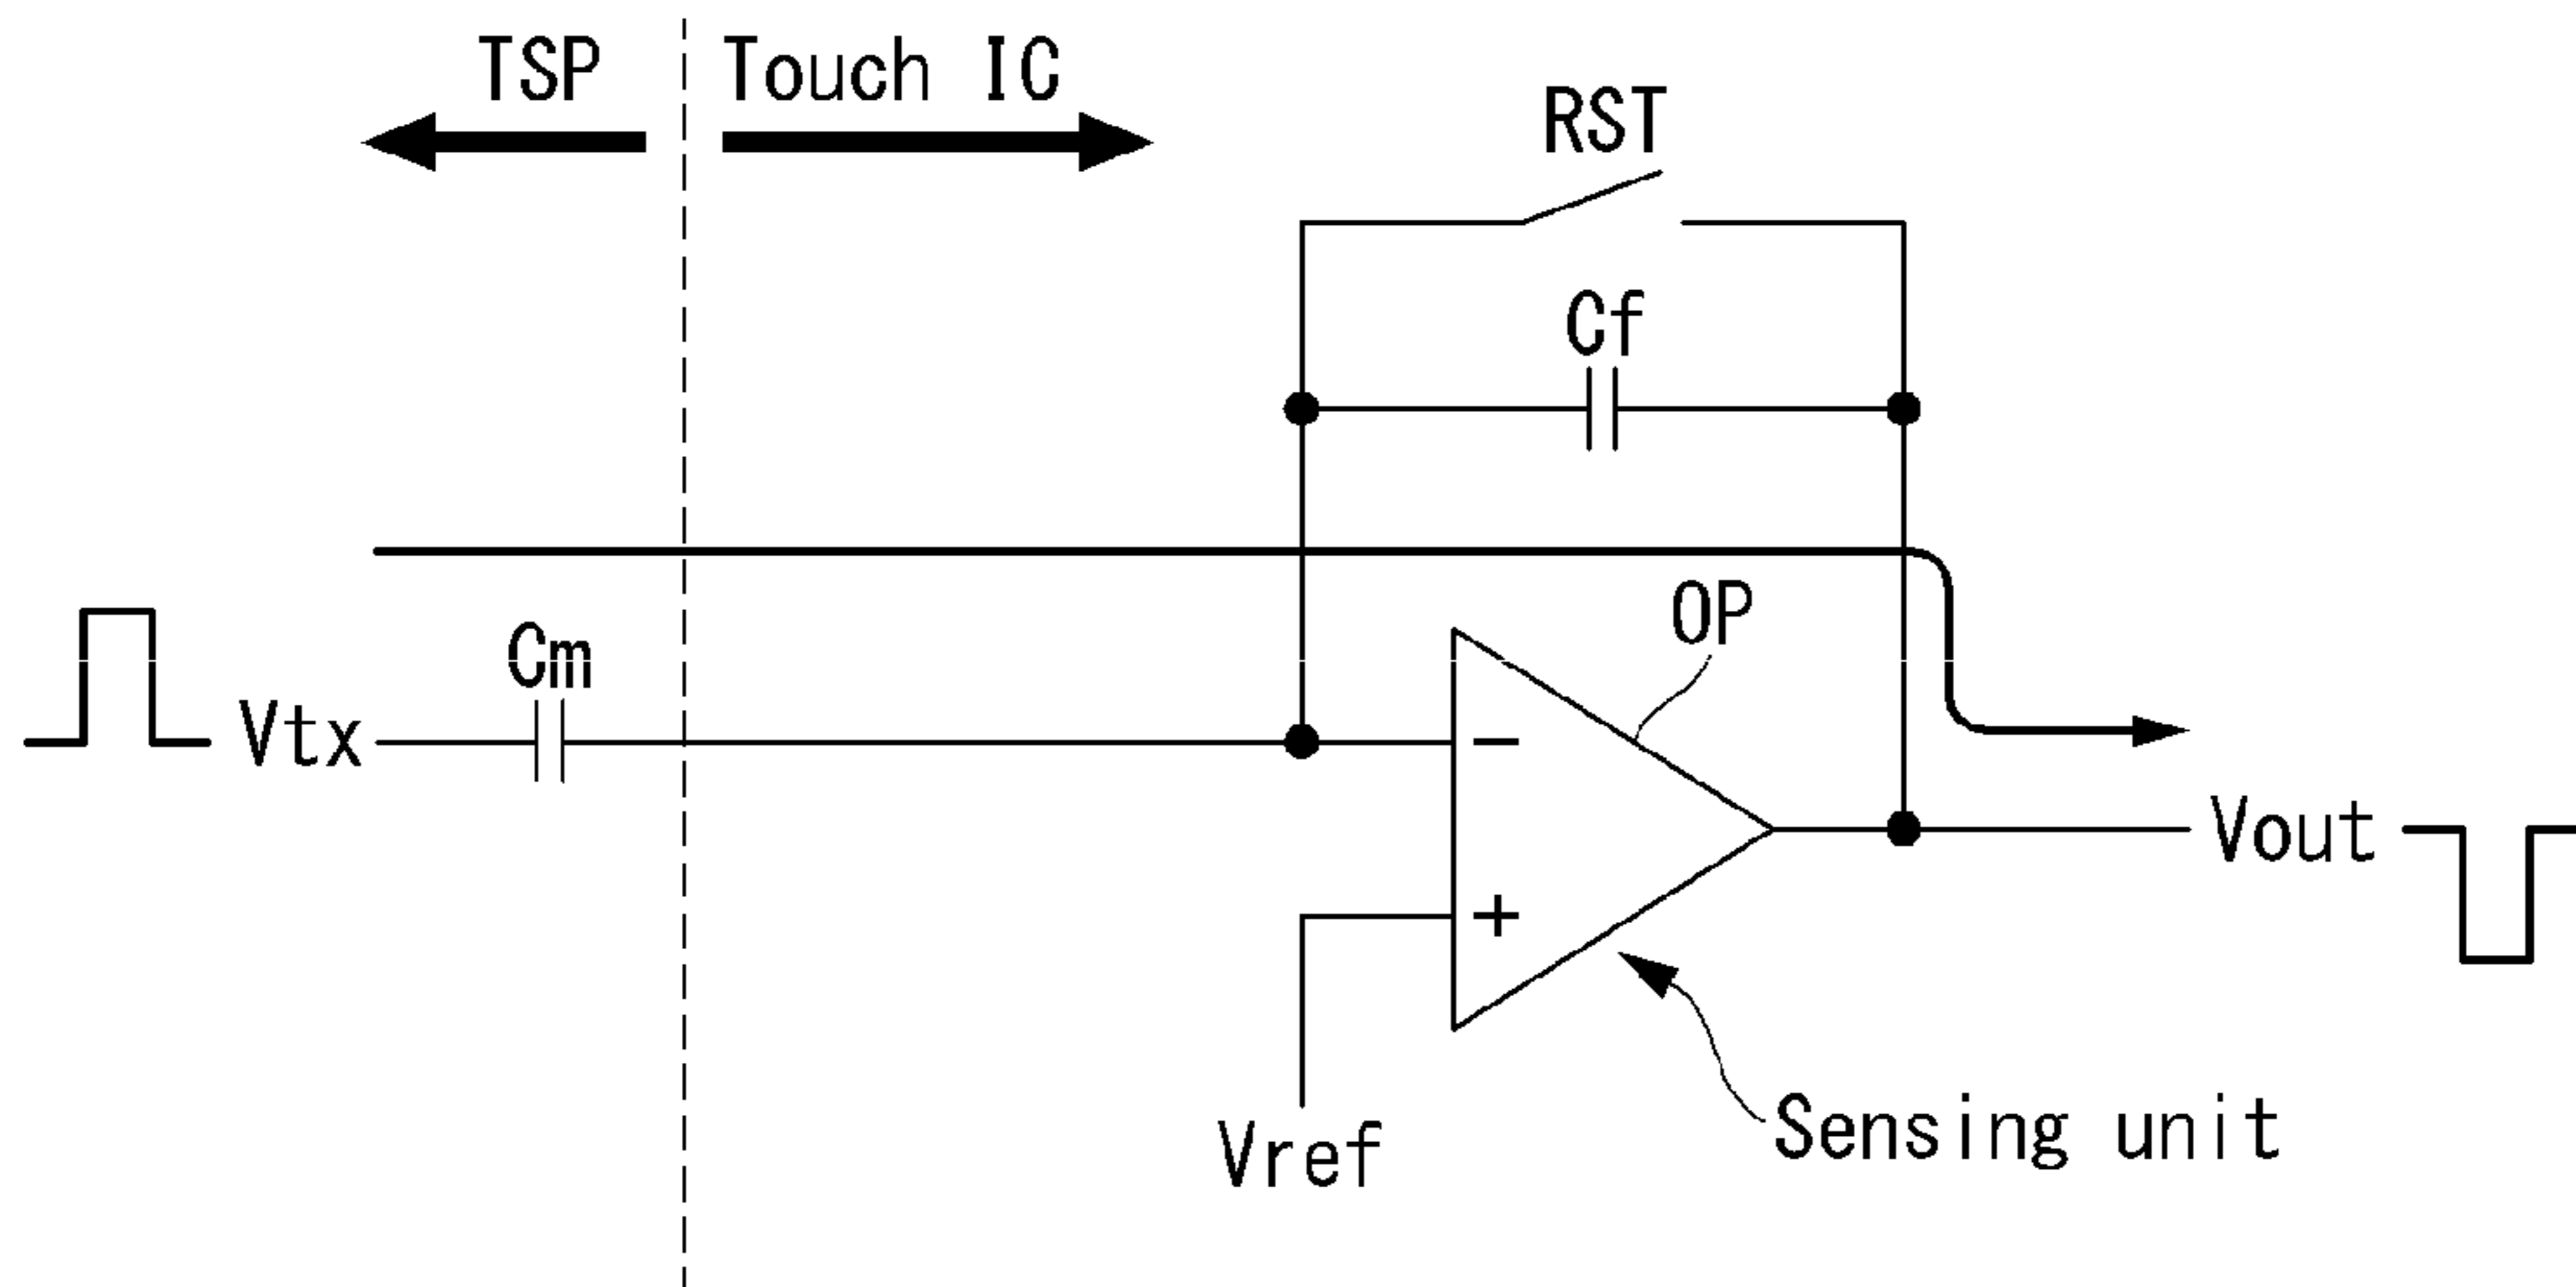 TSP
Touch IC
RST
Cf
OP
Cm
Vtx
−
+
Vout
Vref
Sensing unit